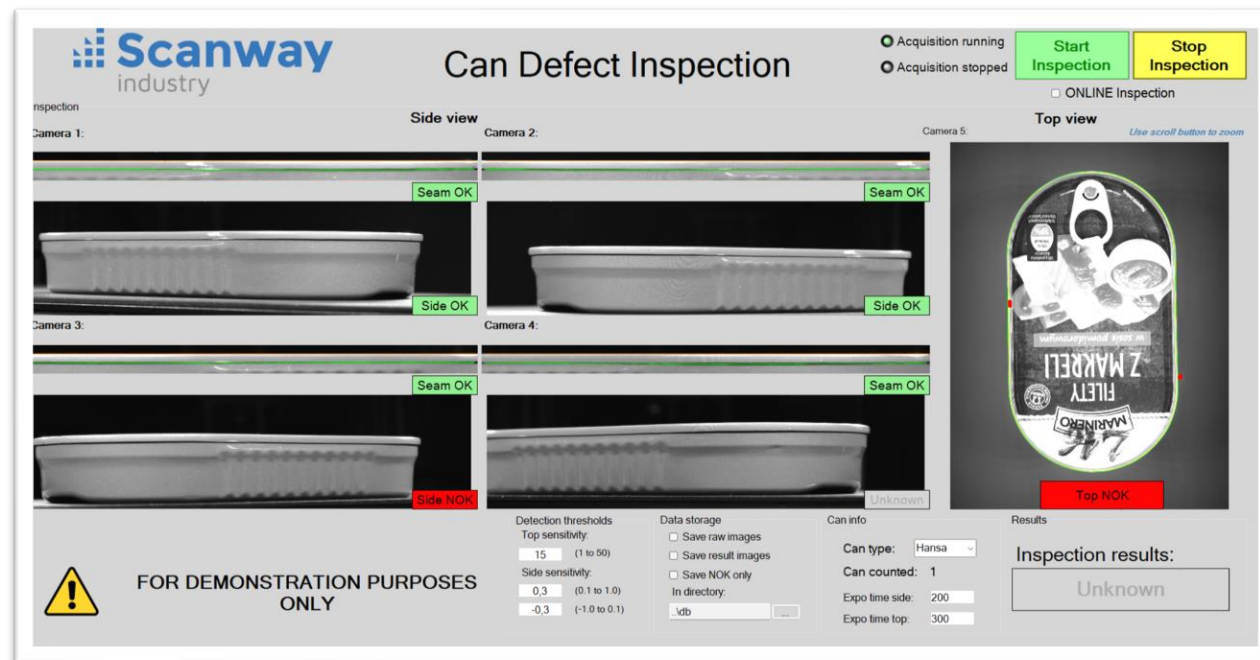 Scanway
industry
Can Defect Inspection
Acquisition running
Acquisition stopped
Start
Inspection
Stop
Inspection
ONLINE Inspection
nspection
Side view
Top view
Camera 1:
Camera 2:
Camera 5:
Use scroll button to zoom
Seam OK
Seam OK
Side OK
Side OK
Camera 3:
Camera 4:
Seam OK
Seam OK
Side NOK
Unknown
w sosie pomidorowym
FILETY
Z MAKRELI
MARINERO
Top NOK
FOR DEMONSTRATION PURPOSES
ONLY
Detection thresholds
Top sensitivity:
15 (1 to 50)
Side sensitivity:
0,3 (0.1 to 1.0)
-0,3 (-1.0 to 0.1)
Data storage
Save raw images
Save result images
Save NOK only
In directory:
..\db
...
Can info
Can type: Hansa
Can counted: 1
Expo time side: 200
Expo time top: 300
Results
Inspection results:
Unknown